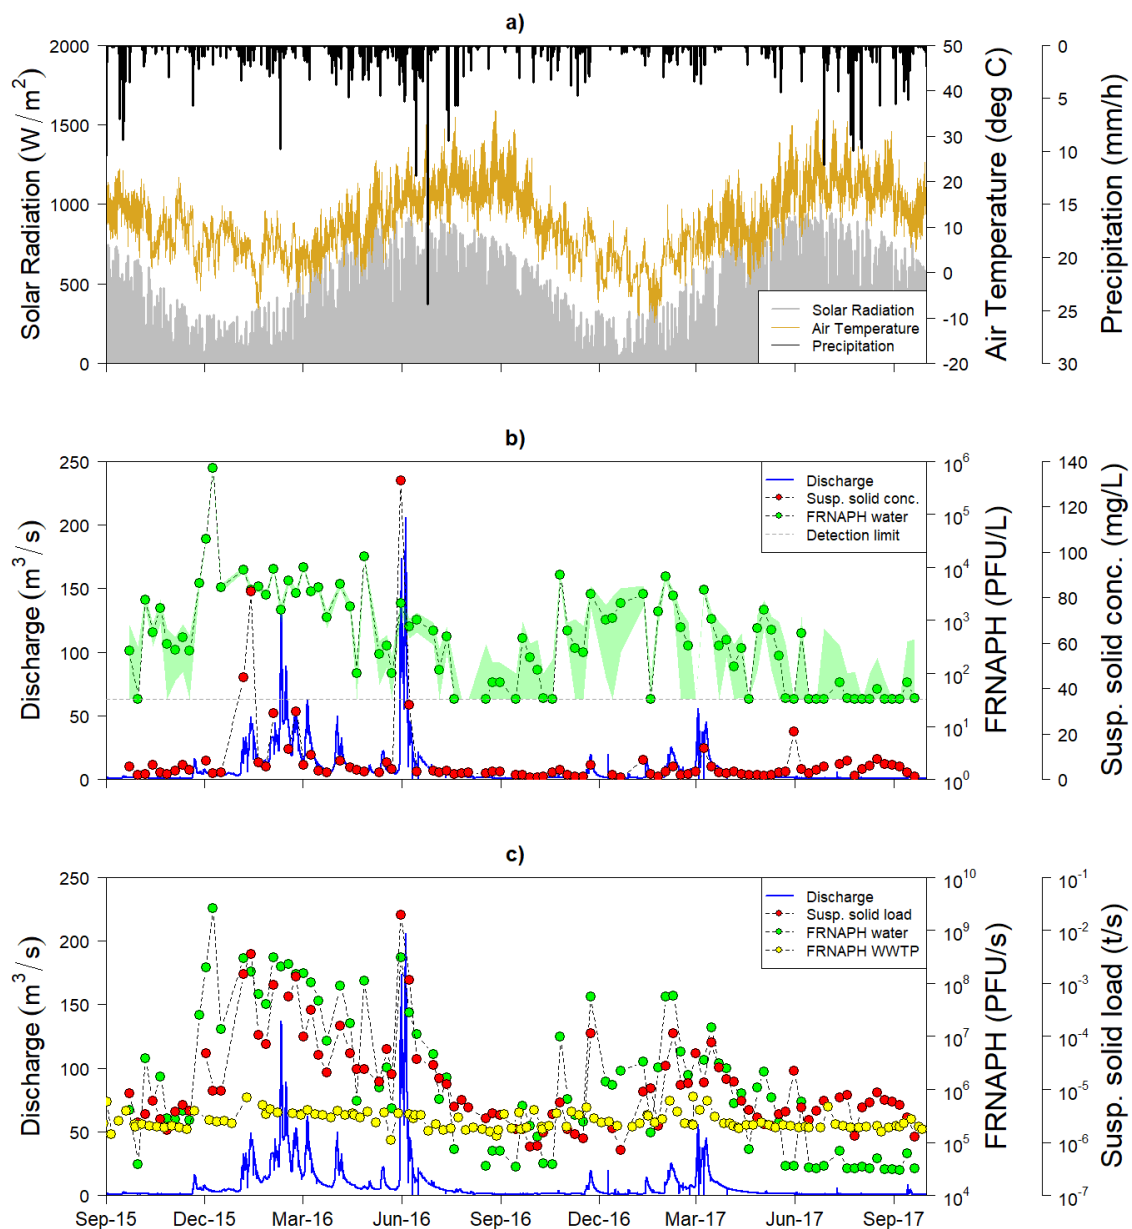 a)
Solar Radiation (W/m²)
2000
1500
1000
500
0
50
40
30
20
10
0
-10
-20
Air Temperature (deg C)
0
5
10
15
20
25
30
Precipitation (mm/h)
Solar Radiation
Air Temperature
Precipitation
b)
Discharge (m³/s)
250
200
150
100
50
0
10⁶
10⁵
10⁴
10³
10²
10¹
10⁰
FRNAPH (PFU/L)
140
120
100
80
60
40
20
0
Susp. solid conc. (mg/L)
Discharge
Susp. solid conc.
FRNAPH water
Detection limit
c)
Discharge (m³/s)
250
200
150
100
50
0
10¹⁰
10⁹
10⁸
10⁷
10⁶
10⁵
10⁴
FRNAPH (PFU/s)
10⁻¹
10⁻²
10⁻³
10⁻⁴
10⁻⁵
10⁻⁶
10⁻⁷
Susp. solid load (t/s)
Discharge
Susp. solid load
FRNAPH water
FRNAPH WWTP
Sep-15 Dec-15 Mar-16 Jun-16 Sep-16 Dec-16 Mar-17 Jun-17 Sep-17